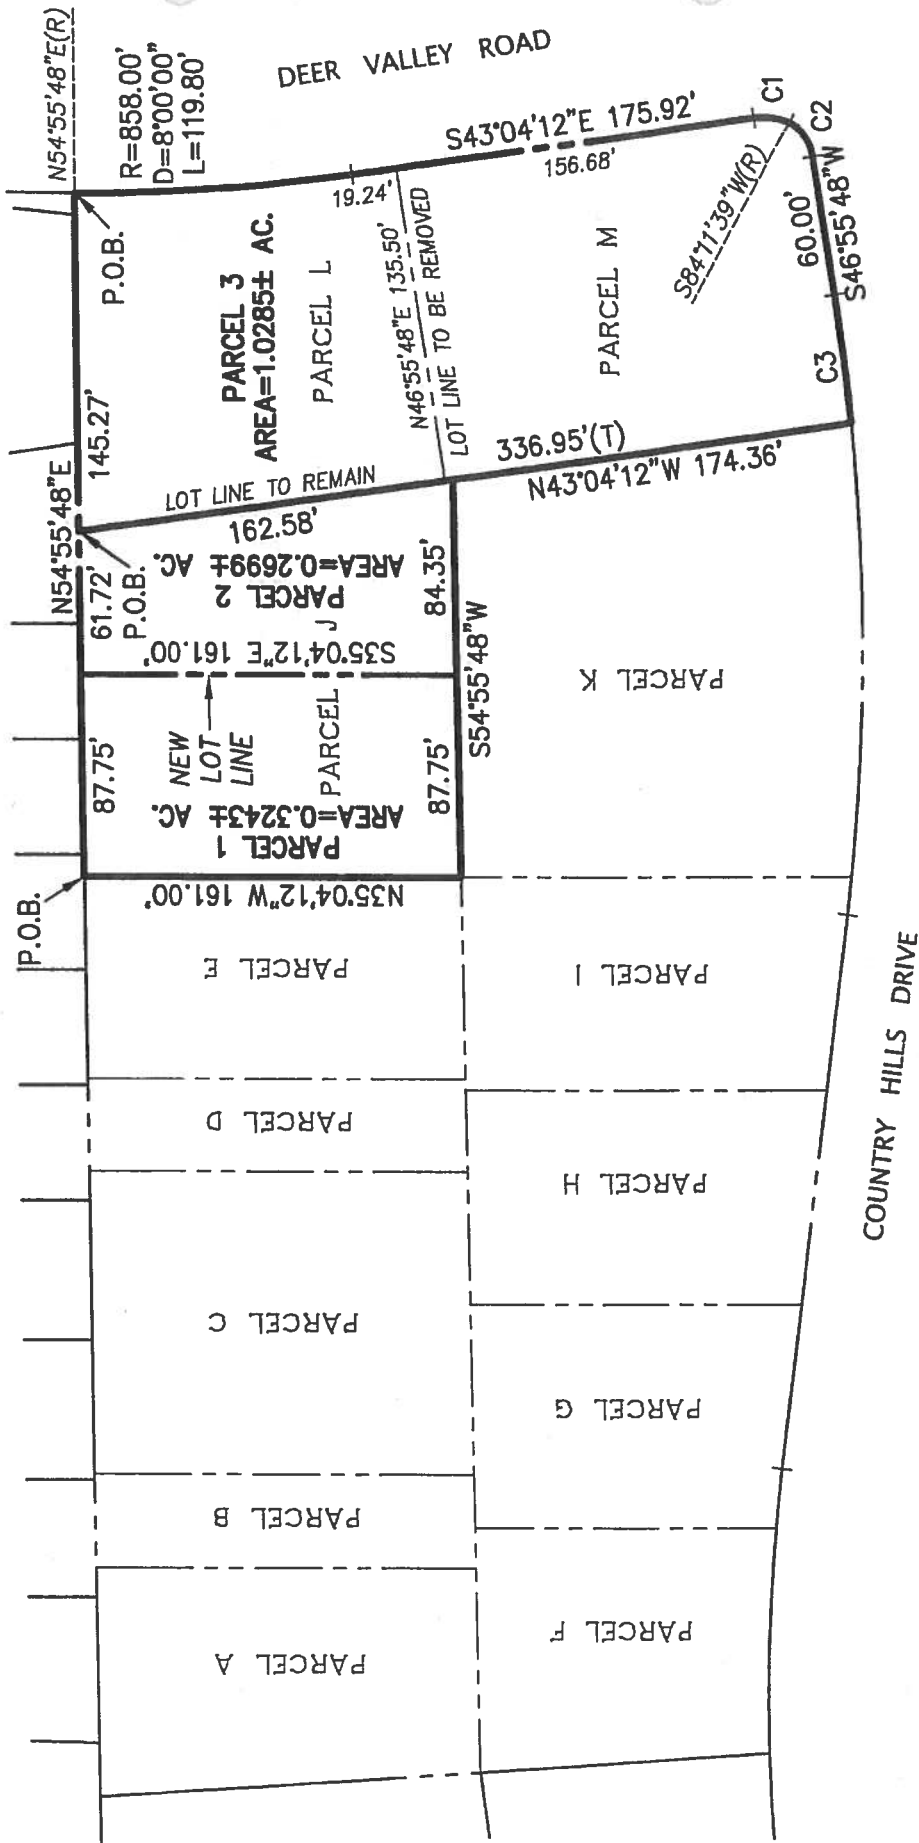 N54°55'48"E(R)
R=858.00'
D=8°00'00"
L=119.80'
DEER VALLEY ROAD
P.O.B.
19.24'
S43°04'12"E 175.92'
156.68'
C1
C2
S84°11'39"W(R)
60.00'
S46°55'48"W
C3
PARCEL 3
AREA=1.0285± AC.
PARCEL L
N46°55'48"E 135.50'
LOT LINE TO BE REMOVED
PARCEL M
145.27'
N54°55'48"E
LOT LINE TO REMAIN
162.58'
336.95'(T)
N43°04'12"W 174.36'
61.72'
P.O.B.
PARCEL 2
AREA=0.2699± AC.
84.35'
S35°04'12"E 161.00'
S54°55'48"W
87.75'
NEW
LOT
LINE
PARCEL J
PARCEL 1
AREA=0.3243± AC.
87.75'
P.O.B.
N35°04'12"W 161.00'
PARCEL K
PARCEL E
PARCEL I
PARCEL D
PARCEL H
PARCEL C
PARCEL G
PARCEL B
PARCEL F
PARCEL A
COUNTRY HILLS DRIVE